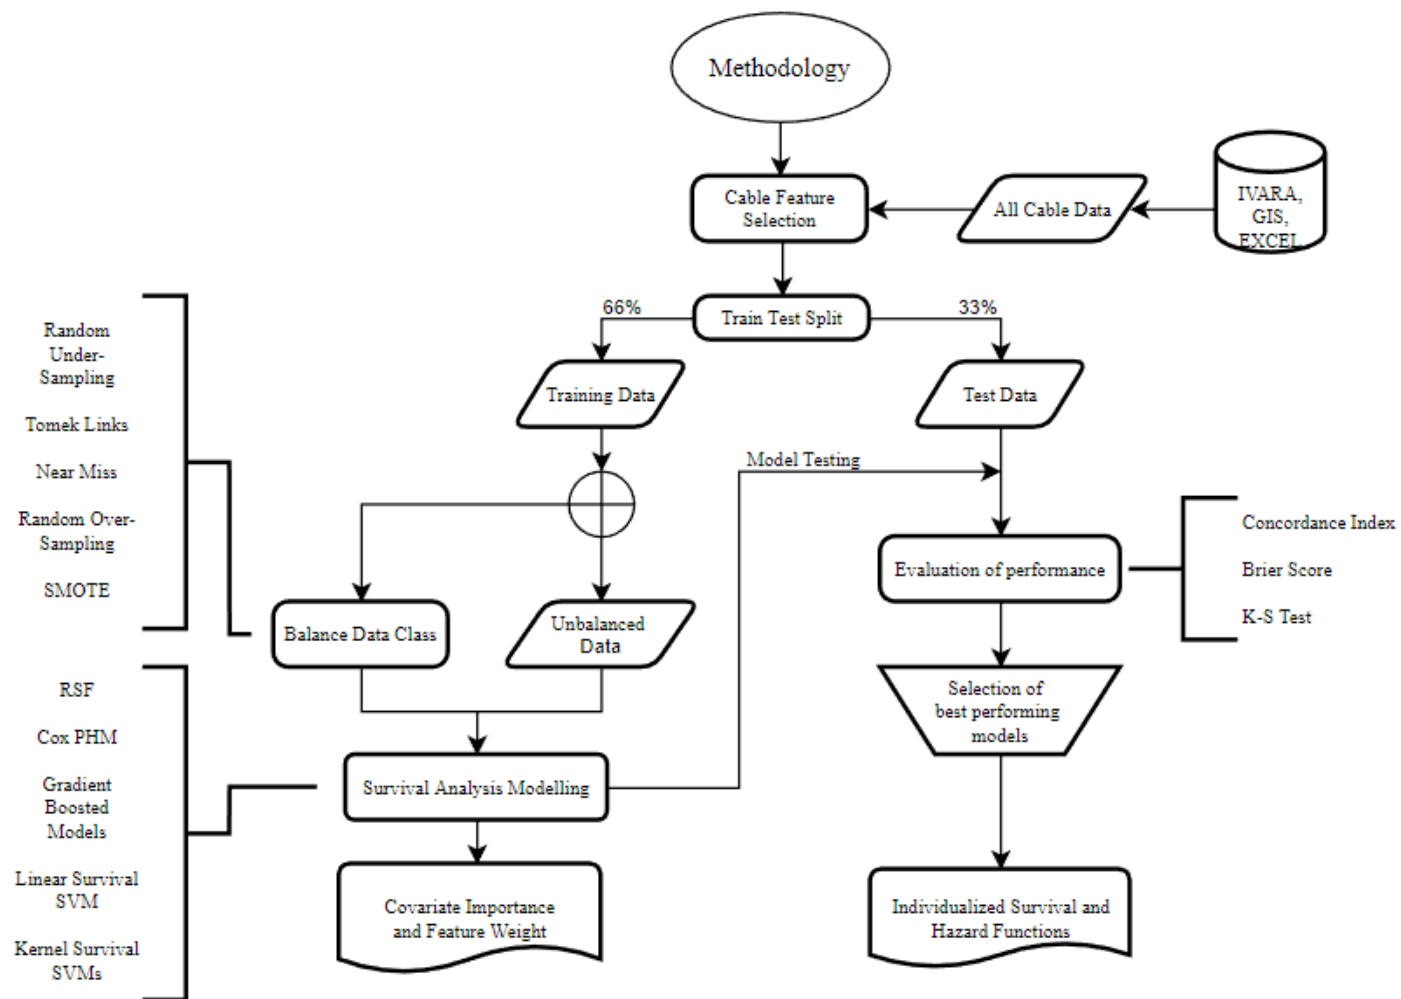 Methodology
Cable Feature
Selection
All Cable Data
IVARA,
GIS,
EXCEL
66%
Train Test Split
33%
Training Data
Test Data
Model Testing
Random
Under-
Sampling
Tomek Links
Near Miss
Random Over-
Sampling
SMOTE
Balance Data Class
Unbalanced
Data
Evaluation of performance
Concordance Index
Brier Score
K-S Test
Selection of
best performing
models
RSF
Cox PHM
Gradient
Boosted
Models
Linear Survival
SVM
Kernel Survival
SVMs
Survival Analysis Modelling
Covariate Importance
and Feature Weight
Individualized Survival and
Hazard Functions